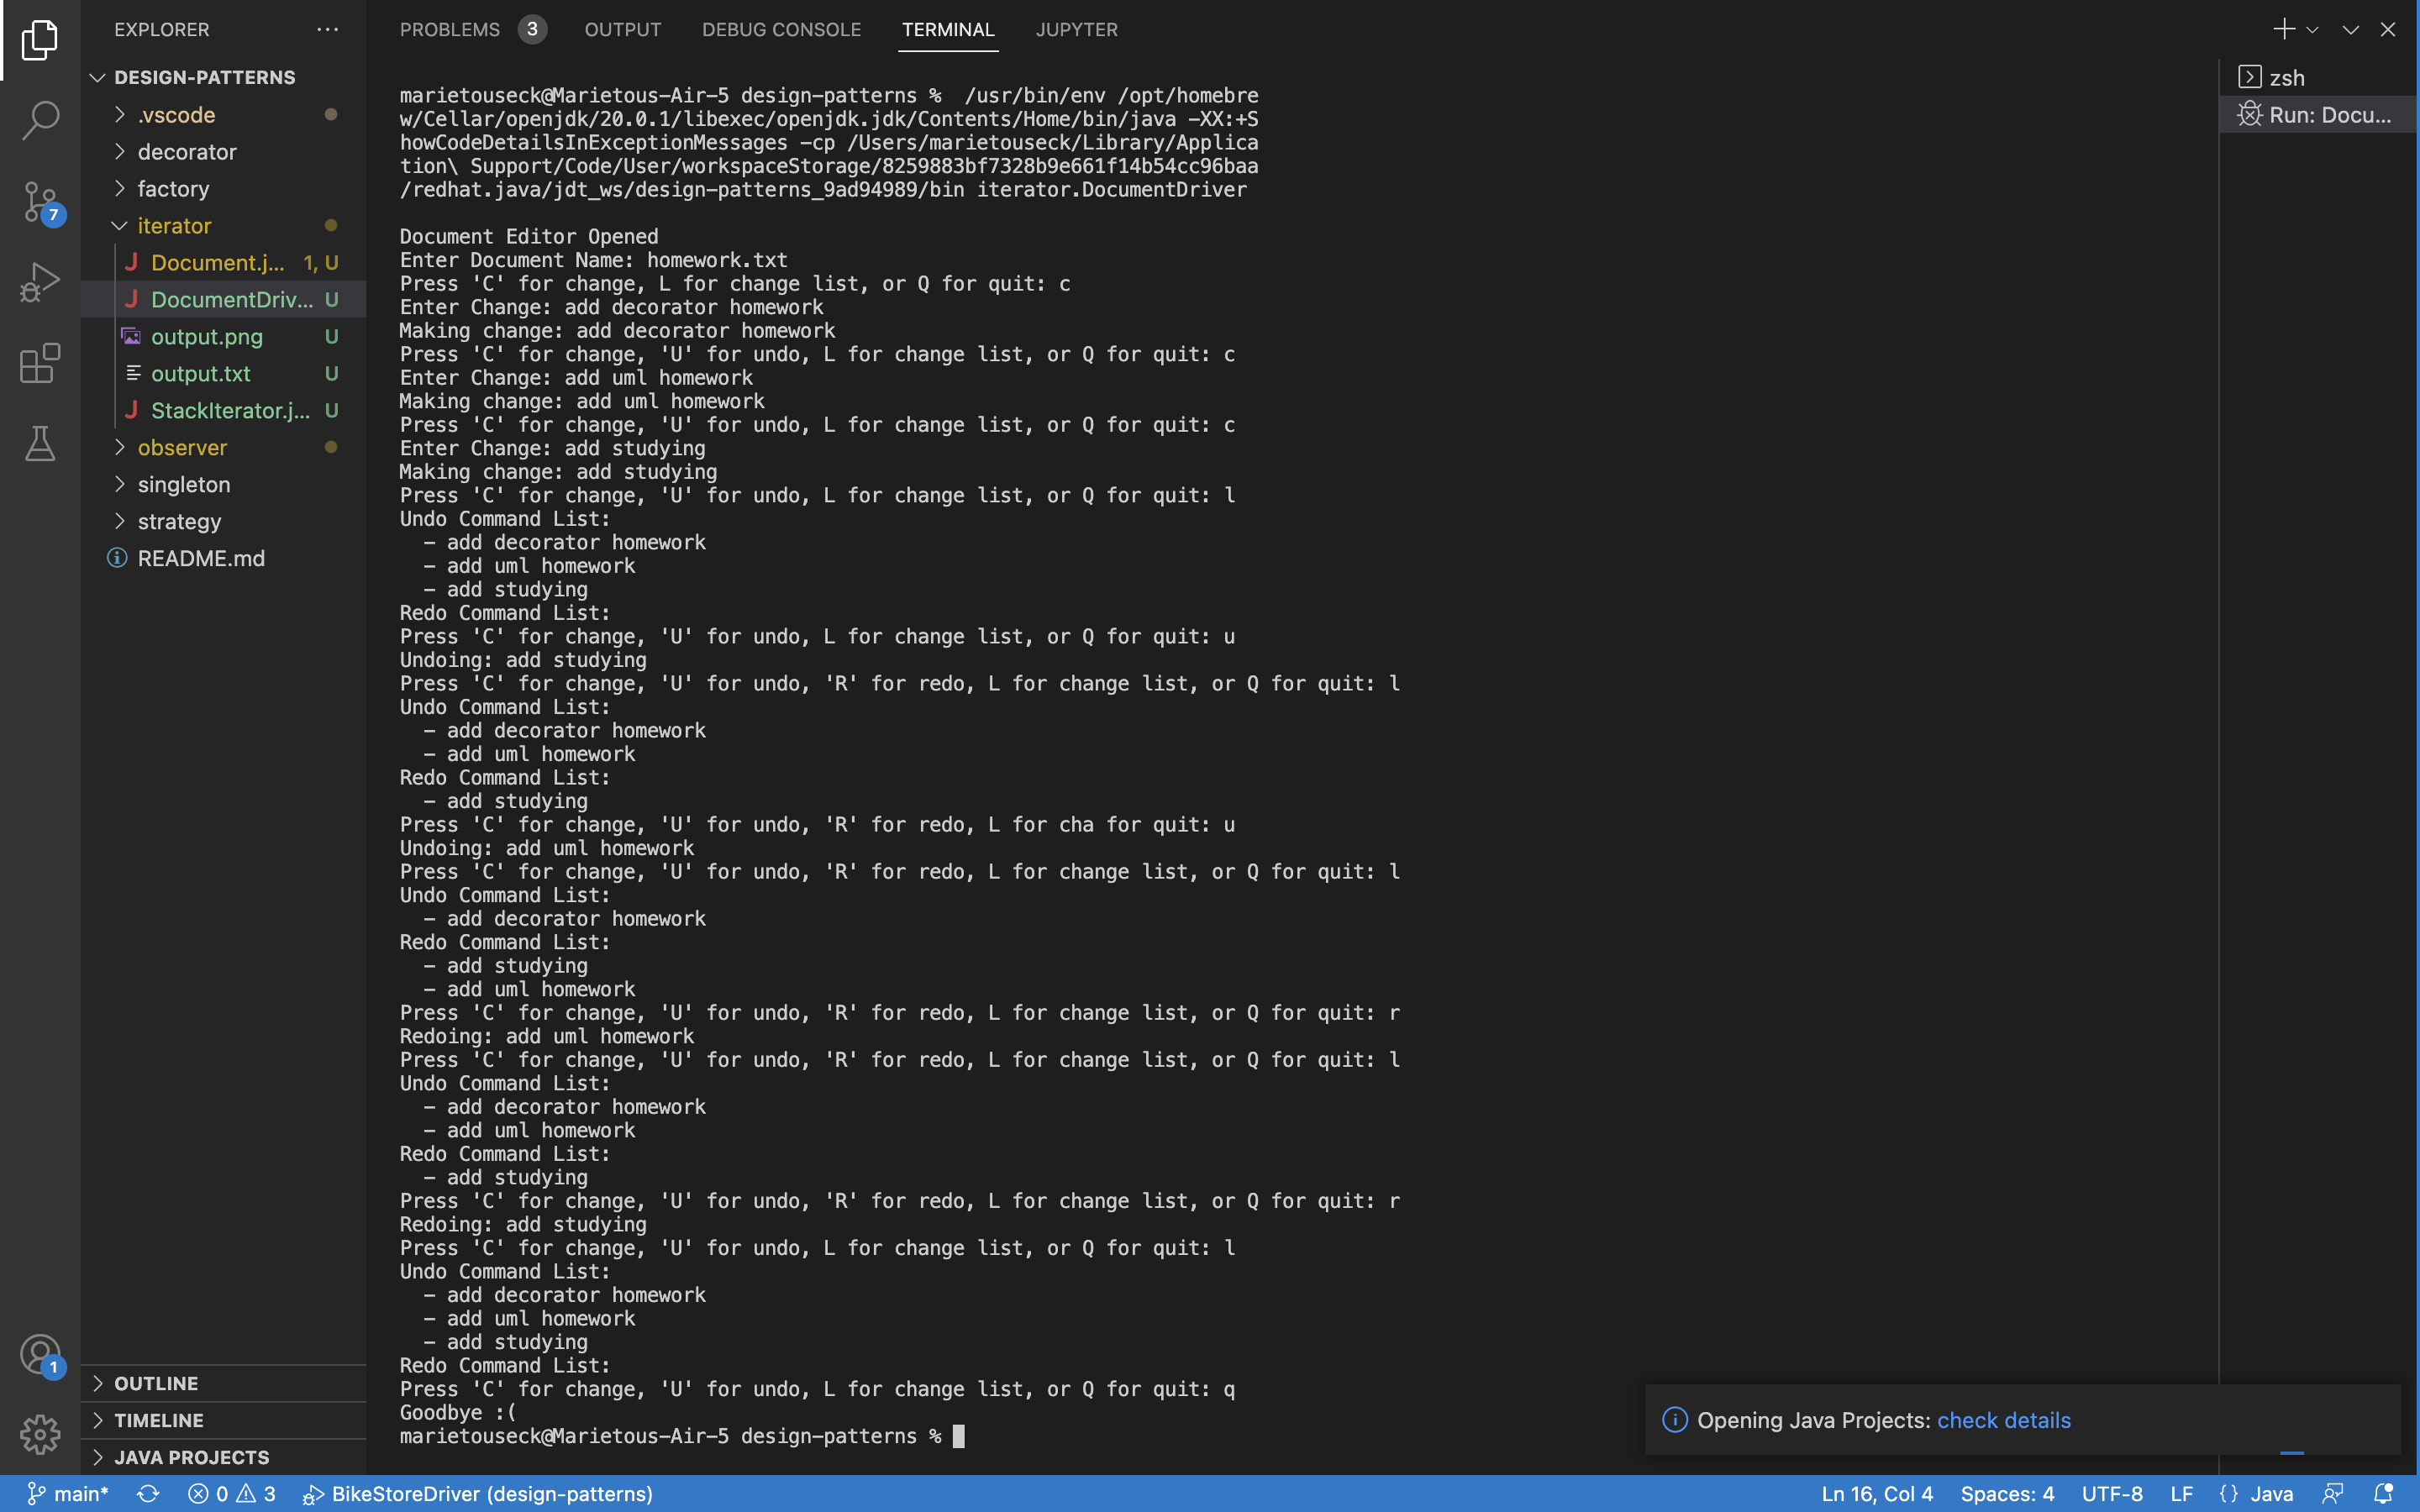 EXPLORER
DESIGN-PATTERNS
.vscode
decorator
factory
iterator
Document.j... 1, U
DocumentDriv... U
output.png U
output.txt U
StackIterator.j... U
observer
singleton
strategy
README.md
OUTLINE
TIMELINE
JAVA PROJECTS
7
1
PROBLEMS 3 OUTPUT DEBUG CONSOLE TERMINAL JUPYTER
marietouseck@Marietous-Air-5 design-patterns %  /usr/bin/env /opt/homebre
w/Cellar/openjdk/20.0.1/libexec/openjdk.jdk/Contents/Home/bin/java -XX:+S
howCodeDetailsInExceptionMessages -cp /Users/marietouseck/Library/Applica
tion\ Support/Code/User/workspaceStorage/8259883bf7328b9e661f14b54cc96baa
/redhat.java/jdt_ws/design-patterns_9ad94989/bin iterator.DocumentDriver
Document Editor Opened
Enter Document Name: homework.txt
Press 'C' for change, L for change list, or Q for quit: c
Enter Change: add decorator homework
Making change: add decorator homework
Press 'C' for change, 'U' for undo, L for change list, or Q for quit: c
Enter Change: add uml homework
Making change: add uml homework
Press 'C' for change, 'U' for undo, L for change list, or Q for quit: c
Enter Change: add studying
Making change: add studying
Press 'C' for change, 'U' for undo, L for change list, or Q for quit: l
Undo Command List:
  - add decorator homework
  - add uml homework
  - add studying
Redo Command List:
Press 'C' for change, 'U' for undo, L for change list, or Q for quit: u
Undoing: add studying
Press 'C' for change, 'U' for undo, 'R' for redo, L for change list, or Q for quit: l
Undo Command List:
  - add decorator homework
  - add uml homework
Redo Command List:
  - add studying
Press 'C' for change, 'U' for undo, 'R' for redo, L for cha for quit: u
Undoing: add uml homework
Press 'C' for change, 'U' for undo, 'R' for redo, L for change list, or Q for quit: l
Undo Command List:
  - add decorator homework
Redo Command List:
  - add studying
  - add uml homework
Press 'C' for change, 'U' for undo, 'R' for redo, L for change list, or Q for quit: r
Redoing: add uml homework
Press 'C' for change, 'U' for undo, 'R' for redo, L for change list, or Q for quit: l
Undo Command List:
  - add decorator homework
  - add uml homework
Redo Command List:
  - add studying
Press 'C' for change, 'U' for undo, 'R' for redo, L for change list, or Q for quit: r
Redoing: add studying
Press 'C' for change, 'U' for undo, L for change list, or Q for quit: l
Undo Command List:
  - add decorator homework
  - add uml homework
  - add studying
Redo Command List:
Press 'C' for change, 'U' for undo, L for change list, or Q for quit: q
Goodbye :(
marietouseck@Marietous-Air-5 design-patterns %
zsh
Run: Docu...
Opening Java Projects: check details
main* 0 3 BikeStoreDriver (design-patterns) Ln 16, Col 4 Spaces: 4 UTF-8 LF {} Java